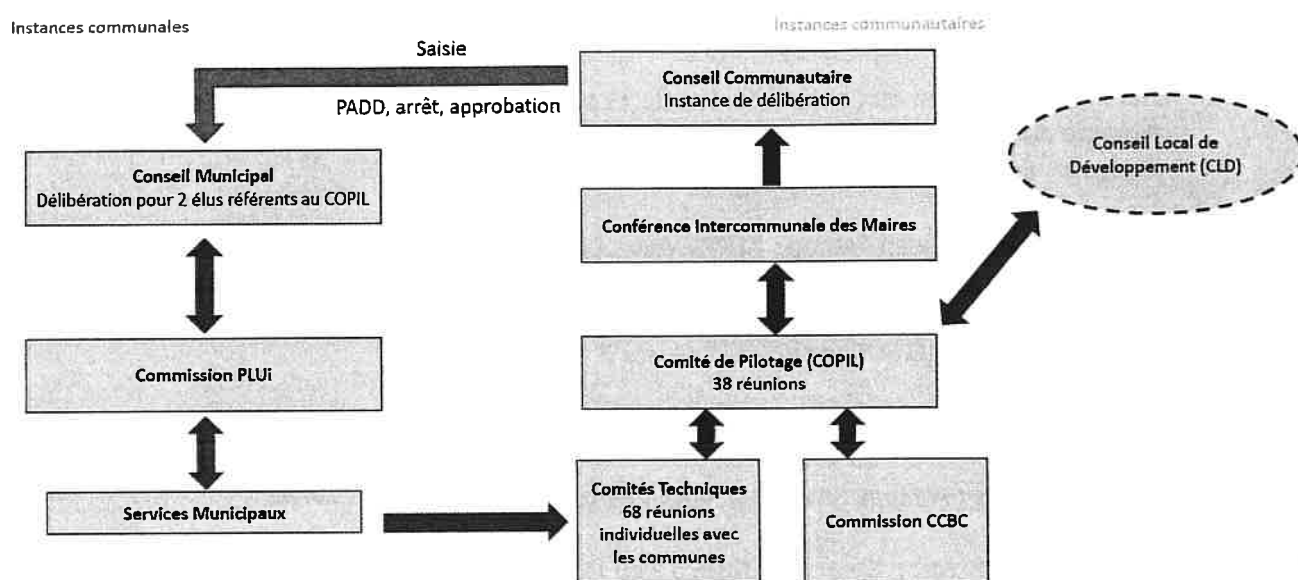 Instances communales
Instances communautaires
Saisie
PADD, arrêt, approbation
Conseil Communautaire
Instance de délibération
Conseil Local de
Développement (CLD)
Conseil Municipal
Délibération pour 2 élus référents au COPIL
Conférence Intercommunale des Maires
Commission PLUi
Comité de Pilotage (COPIL)
38 réunions
Services Municipaux
Comités Techniques
68 réunions
individuelles avec
les communes
Commission CCBC